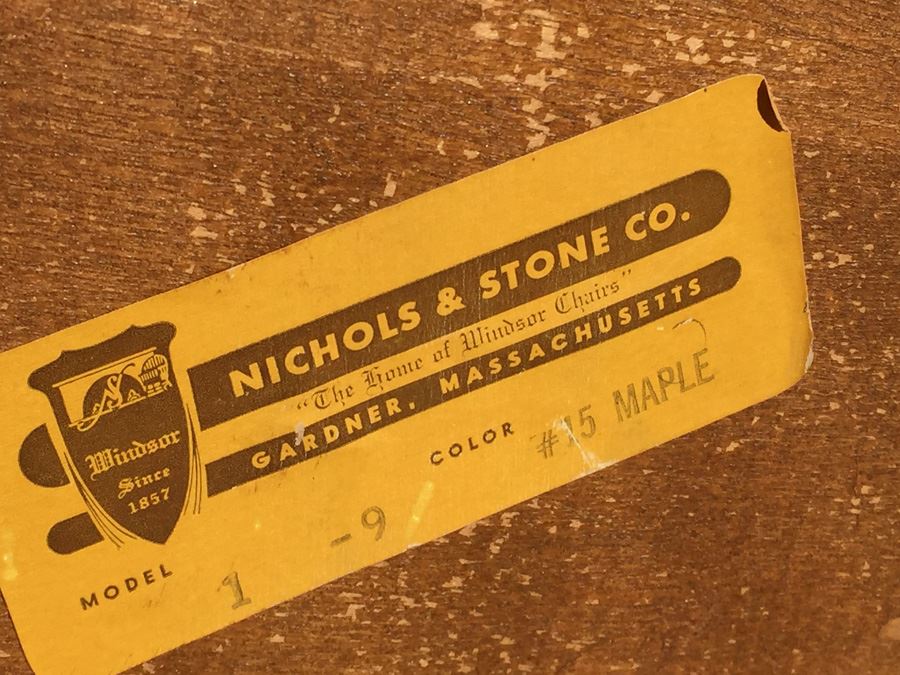 NICHOLS & STONE CO.
"The Home of Windsor Chairs"
GARDNER, MASSACHUSETTS
Windsor
Since
1857
COLOR #15 MAPLE
MODEL 1 -9